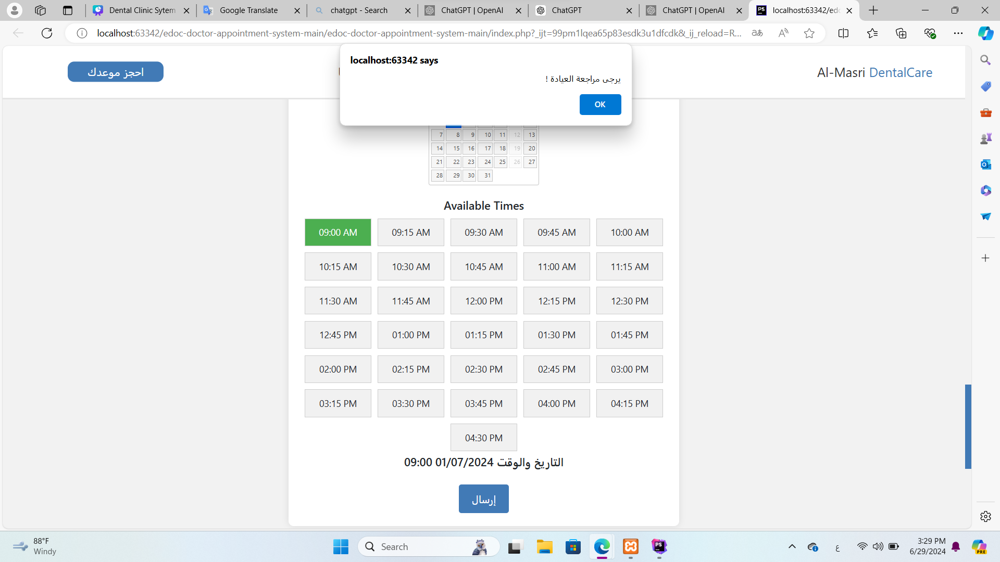 Dental Clinic Sytem
Google Translate
chatgpt - Search
ChatGPT | OpenAI
ChatGPT
ChatGPT | OpenAI
localhost:63342/edc
localhost:63342/edoc-doctor-appointment-system-main/edoc-doctor-appointment-system-main/index.php?_ijt=99pm1lqea65p83esdk3u1dfcdk&_ij_reload=R...
احجز موعدك
Al-Masri DentalCare
localhost:63342 says
يرجى مراجعة العيادة !
OK
7 8 9 10 11 12 13
14 15 16 17 18 19 20
21 22 23 24 25 26 27
28 29 30 31
Available Times
09:00 AM 09:15 AM 09:30 AM 09:45 AM 10:00 AM
10:15 AM 10:30 AM 10:45 AM 11:00 AM 11:15 AM
11:30 AM 11:45 AM 12:00 PM 12:15 PM 12:30 PM
12:45 PM 01:00 PM 01:15 PM 01:30 PM 01:45 PM
02:00 PM 02:15 PM 02:30 PM 02:45 PM 03:00 PM
03:15 PM 03:30 PM 03:45 PM 04:00 PM 04:15 PM
04:30 PM
التاريخ والوقت 01/07/2024 09:00
إرسال
88°F
Windy
Search
ع
3:29 PM
6/29/2024
PRE